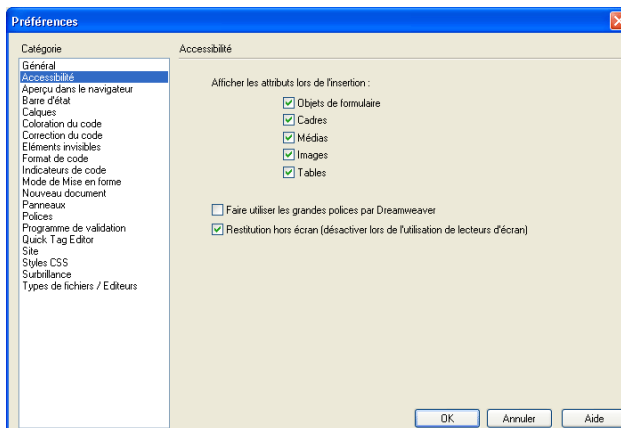 Préférences
Catégorie
Accessibilité
Général
Accessibilité
Aperçu dans le navigateur
Barre d'état
Calques
Coloration du code
Correction du code
Eléments invisibles
Format de code
Indicateurs de code
Mode de Mise en forme
Nouveau document
Panneaux
Polices
Programme de validation
Quick Tag Editor
Site
Styles CSS
Surbrillance
Types de fichiers / Editeurs
Afficher les attributs lors de l'insertion :
Objets de formulaire
Cadres
Médias
Images
Tables
Faire utiliser les grandes polices par Dreamweaver
Restitution hors écran (désactiver lors de l'utilisation de lecteurs d'écran)
OK
Annuler
Aide